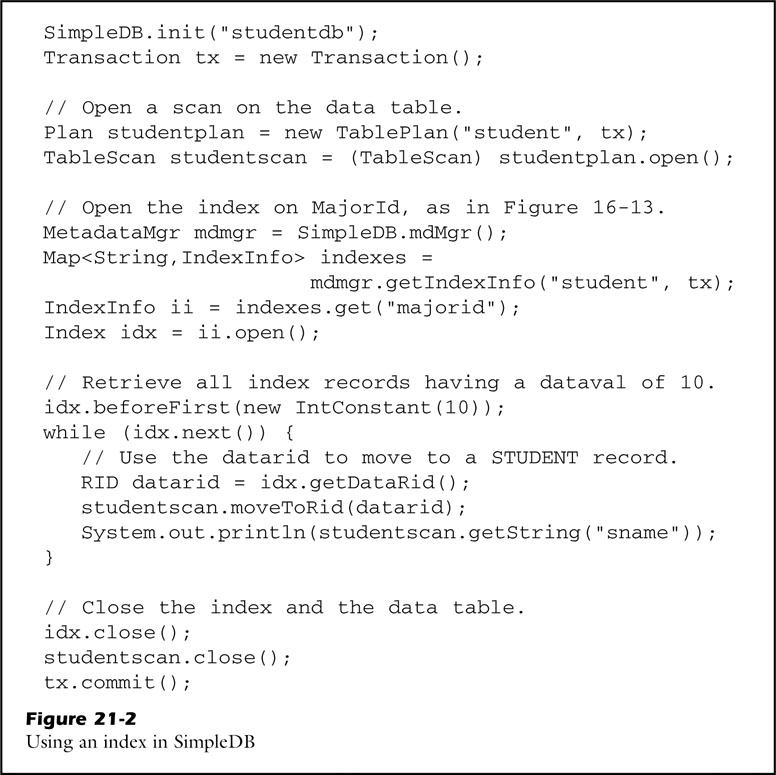 SimpleDB.init("studentdb");
Transaction tx = new Transaction();

// Open a scan on the data table.
Plan studentplan = new TablePlan("student", tx);
TableScan studentscan = (TableScan) studentplan.open();

// Open the index on MajorId, as in Figure 16-13.
MetadataMgr mdmgr = SimpleDB.mdMgr();
Map<String,IndexInfo> indexes =
                      mdmgr.getIndexInfo("student", tx);
IndexInfo ii = indexes.get("majorid");
Index idx = ii.open();

// Retrieve all index records having a dataval of 10.
idx.beforeFirst(new IntConstant(10));
while (idx.next()) {
   // Use the datarid to move to a STUDENT record.
   RID datarid = idx.getDataRid();
   studentscan.moveToRid(datarid);
   System.out.println(studentscan.getString("sname"));
}

// Close the index and the data table.
idx.close();
studentscan.close();
tx.commit();
Figure 21-2
Using an index in SimpleDB